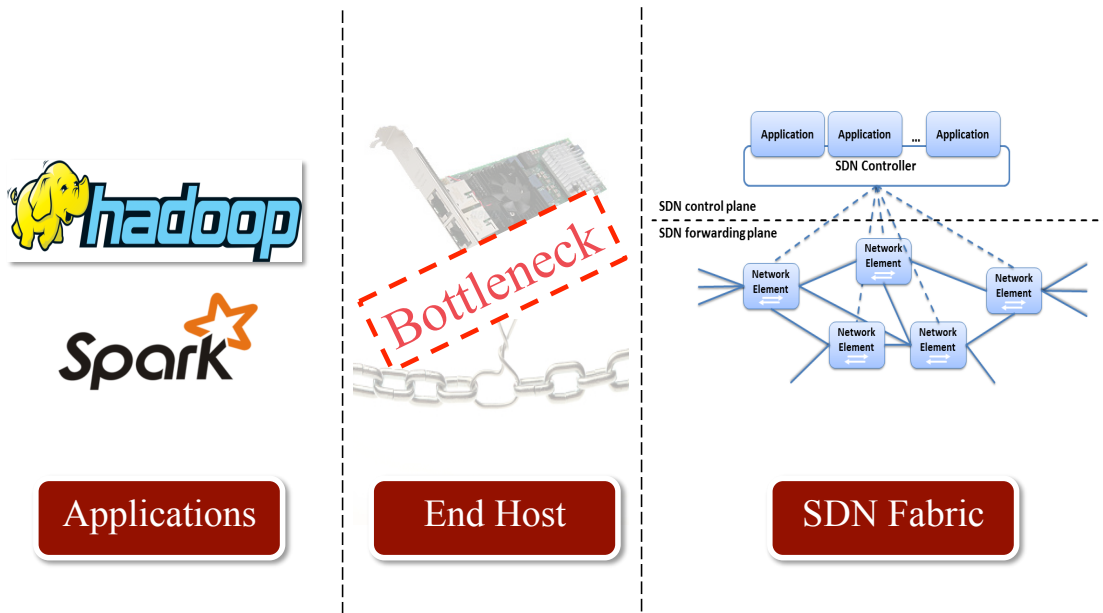 hadoop
Spark
Applications
Bottleneck
End Host
Application
Application
...
Application
SDN Controller
SDN control plane
SDN forwarding plane
Network
Element
Network
Element
Network
Element
Network
Element
Network
Element
SDN Fabric